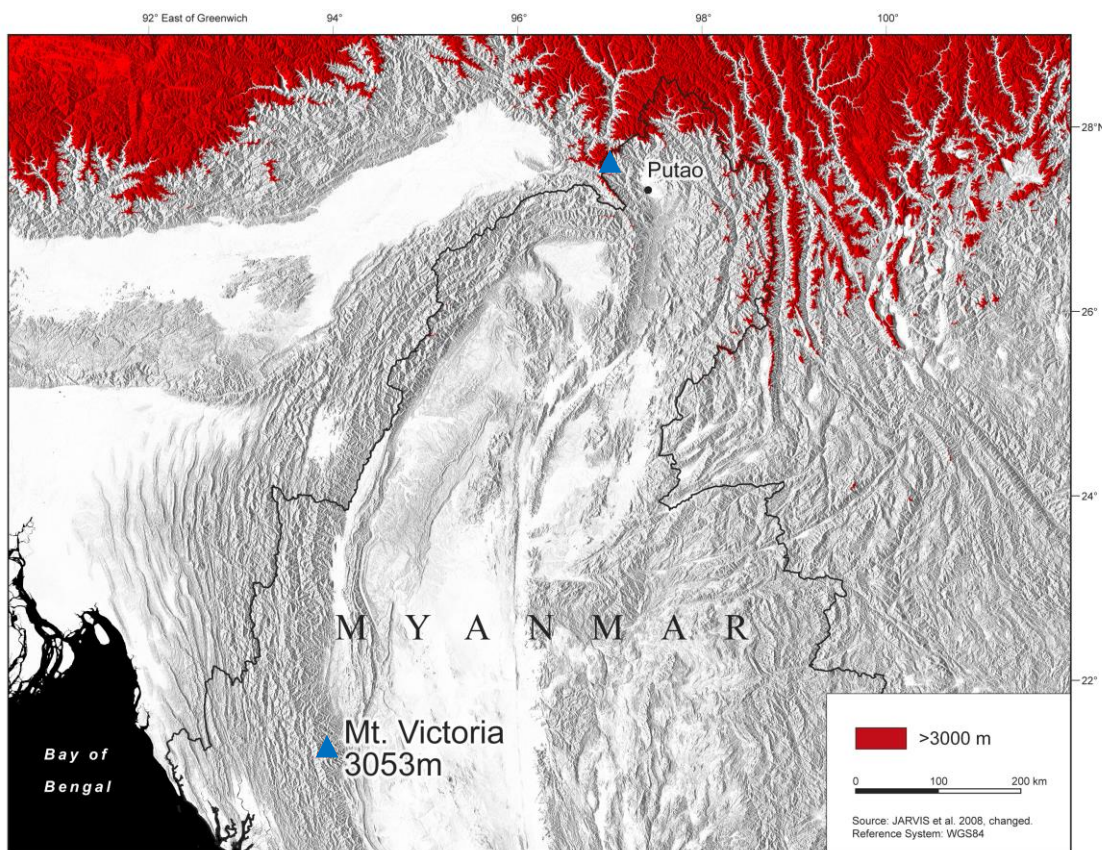 92° East of Greenwich
94°
96°
98°
100°
28°
Putao
26°
24°
M Y A N M A R
22°
Mt. Victoria
3053m
Bay of
Bengal
>3000 m
0 100 200 km
Source: JARVIS et al. 2008, changed.
Reference System: WGS84